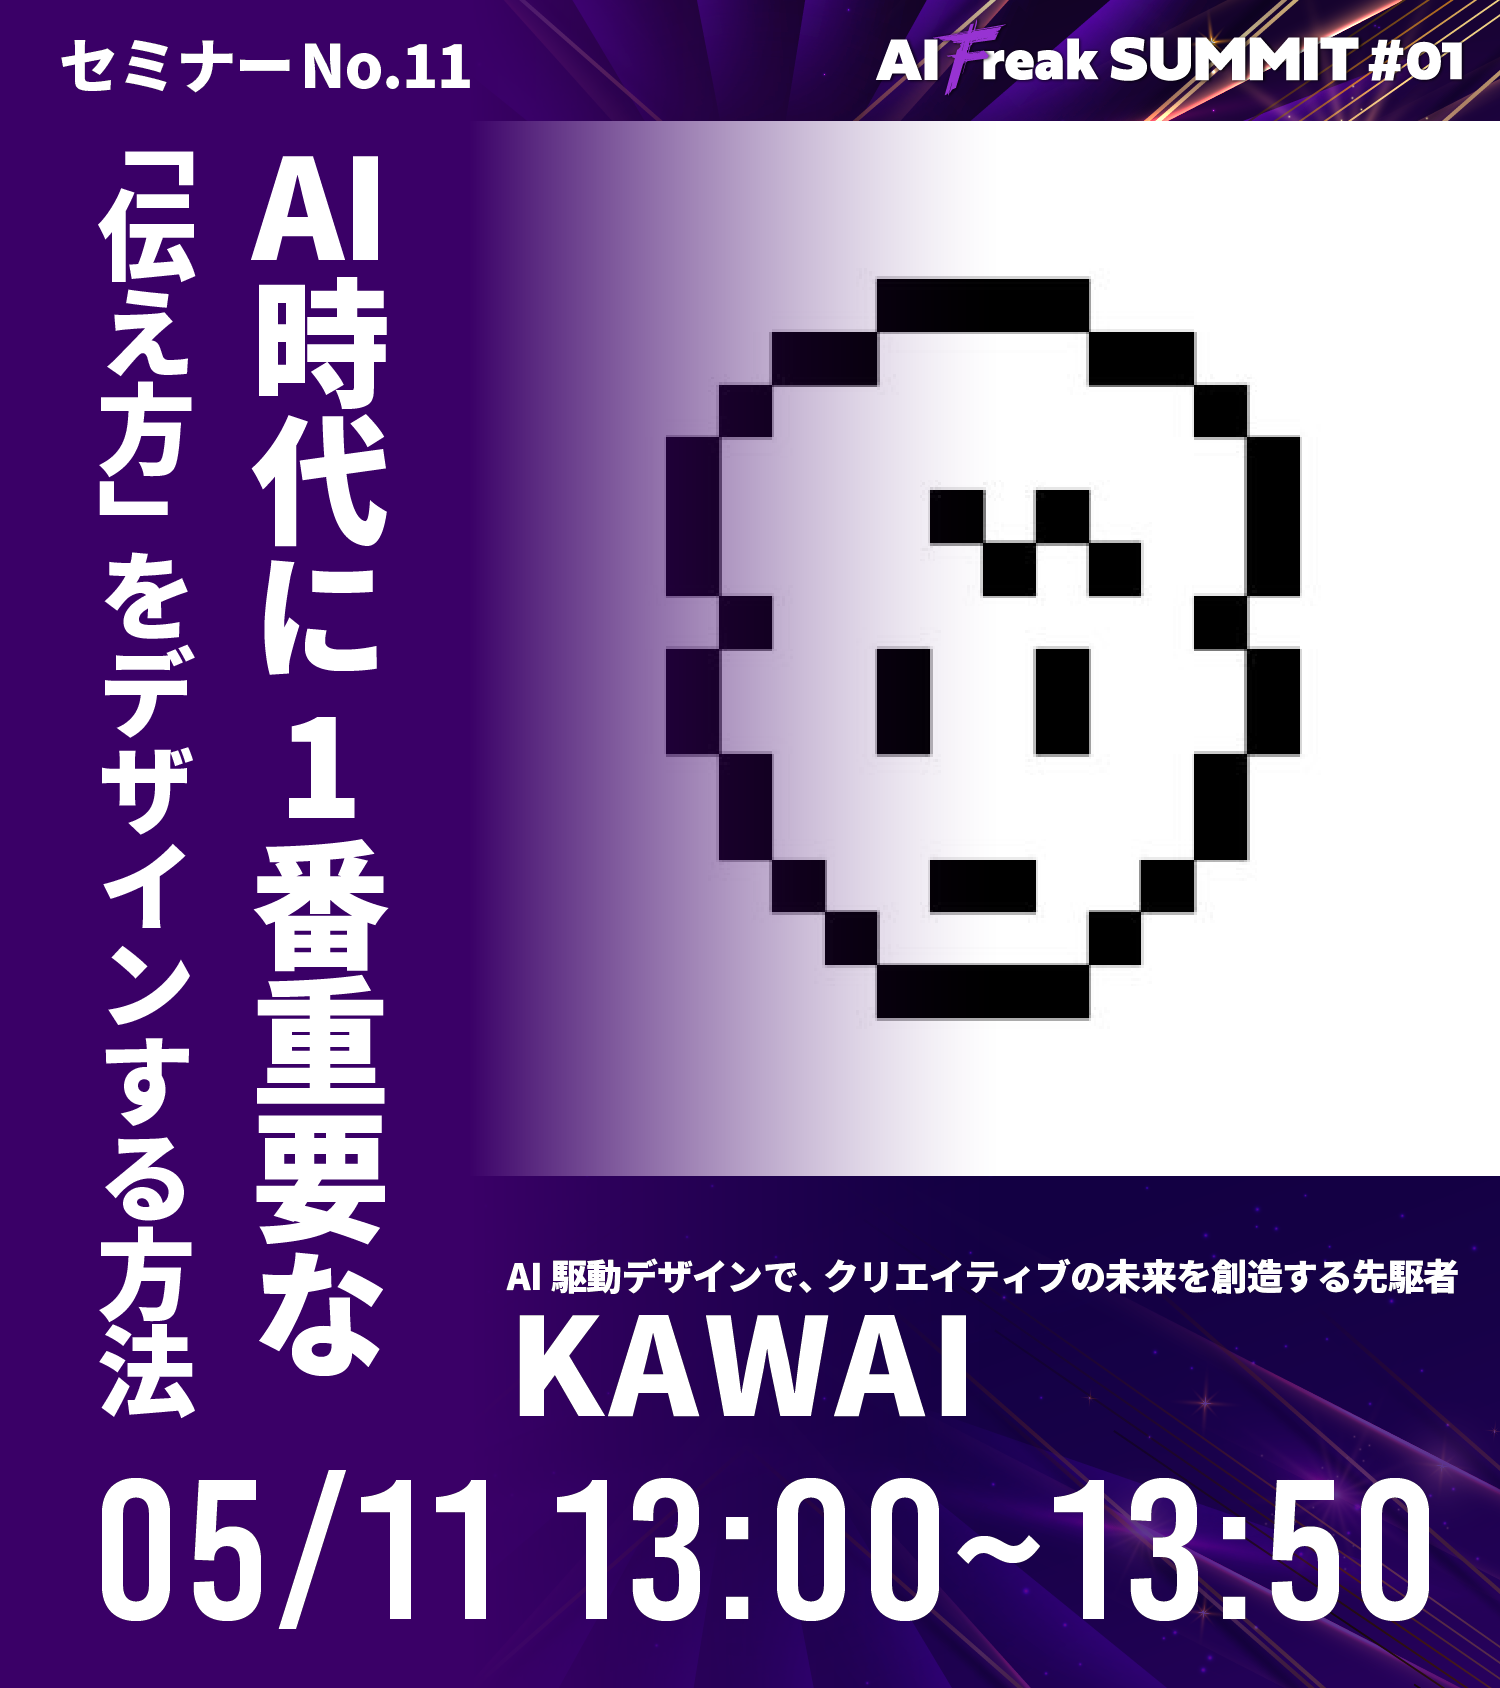 セミナーNo.11
AI Freak SUMMIT #01
AI時代に1番重要な
「伝え方」をデザインする方法
AI 駆動デザインで、クリエイティブの未来を創造する先駆者
KAWAI
05/11 13:00~13:50